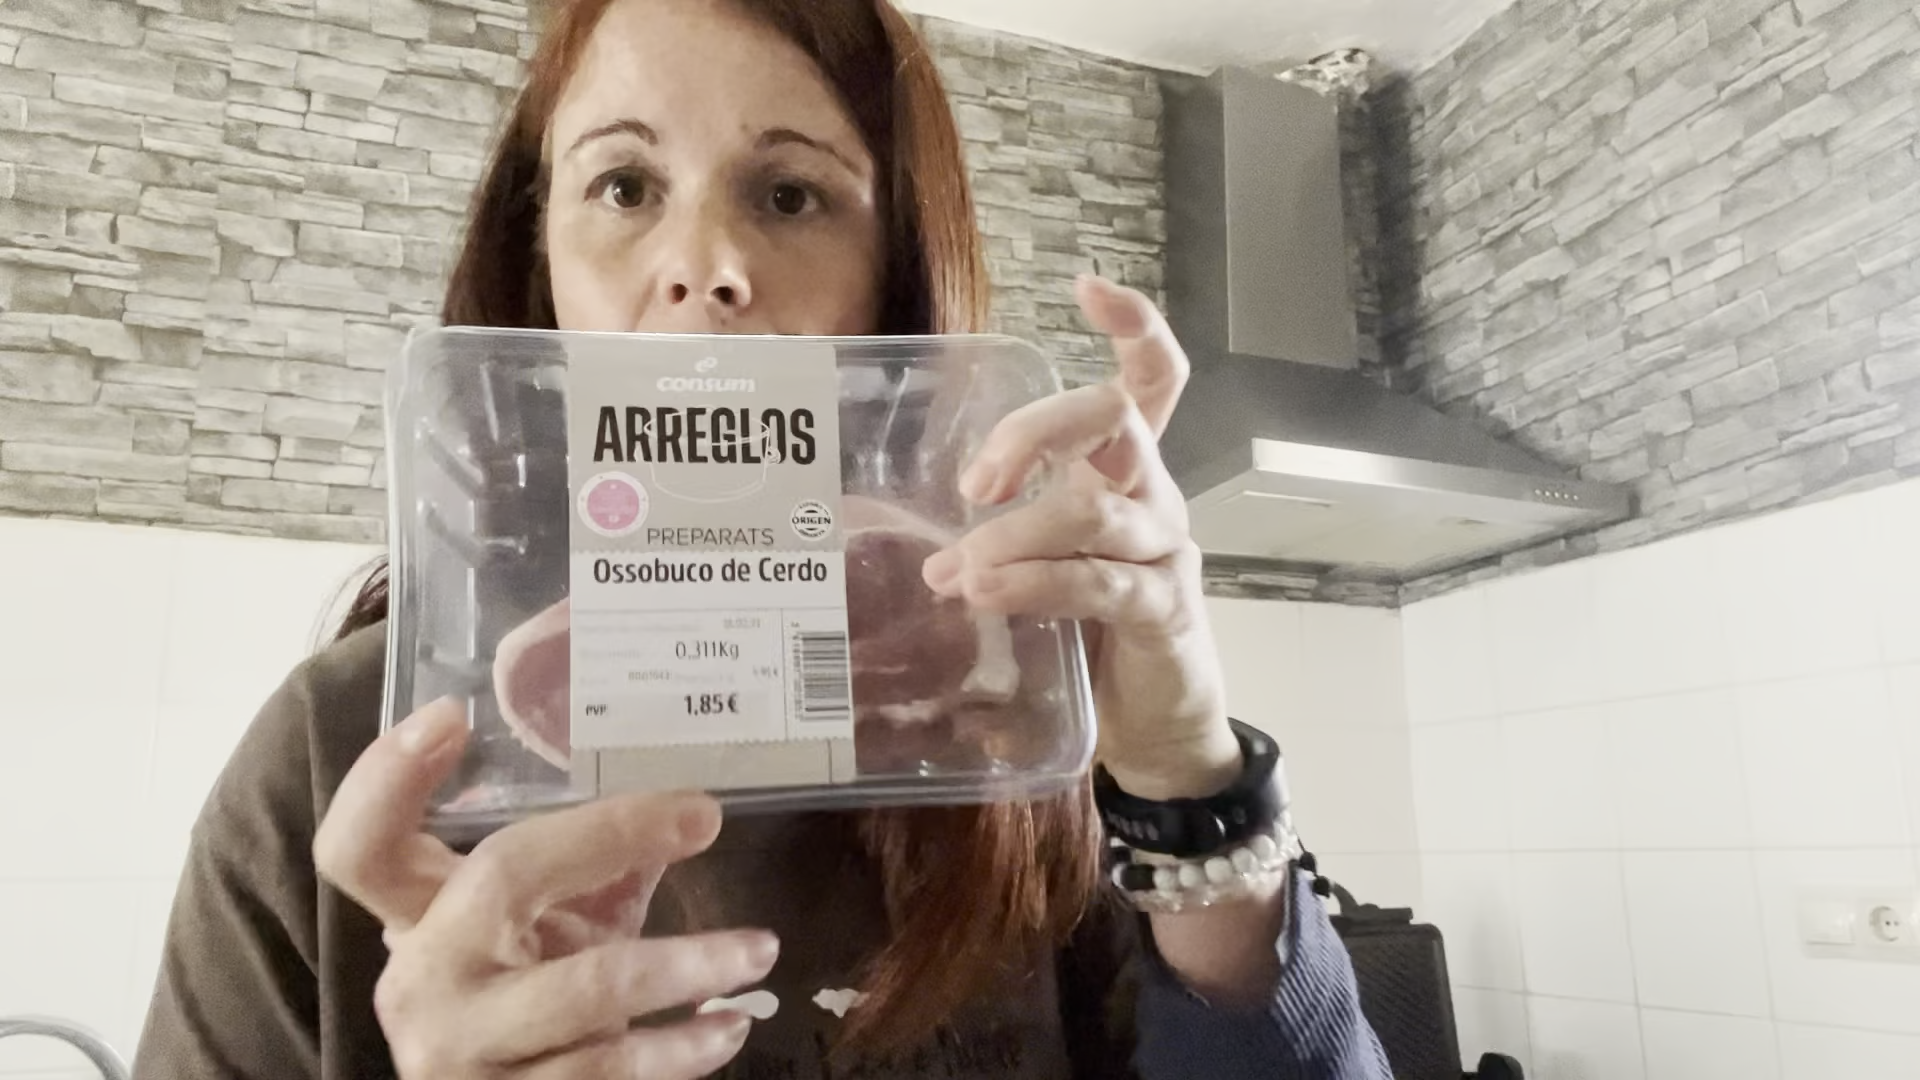 consum
ARREGLOS
ORIGEN
PREPARATS
Ossobuco de Cerdo
0,311Kg
PVP 1,85 €